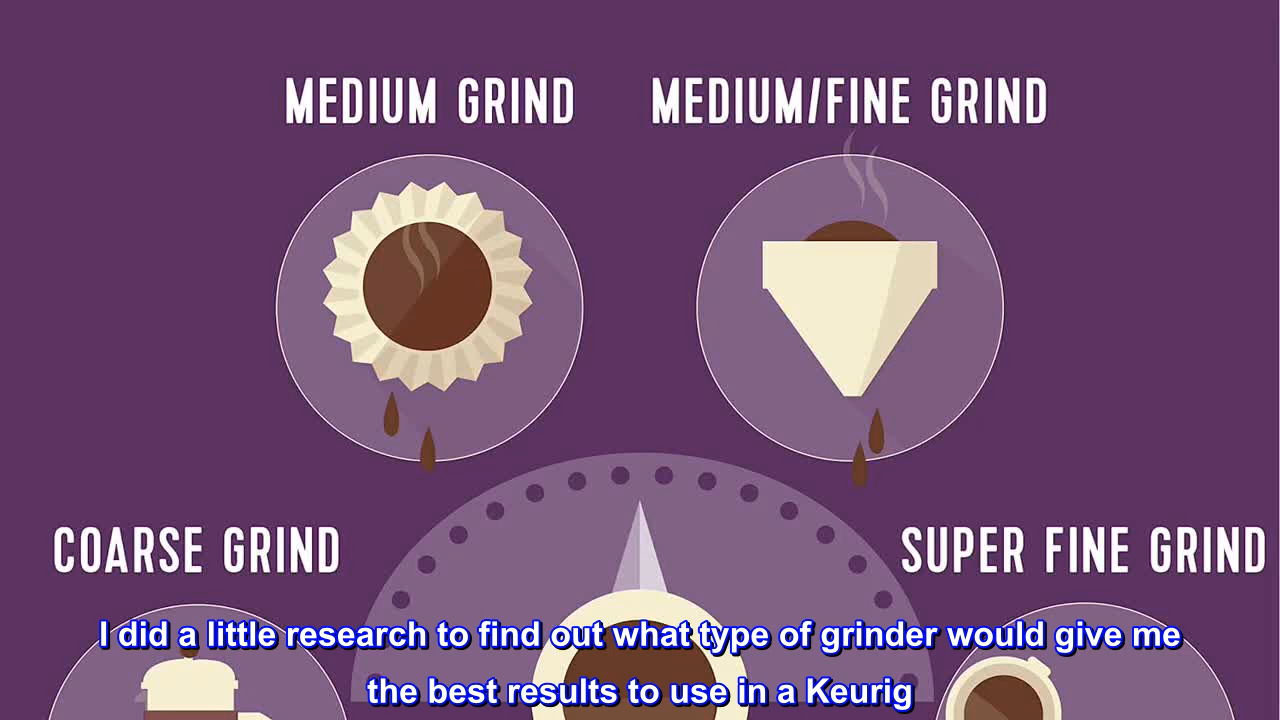 MEDIUM GRIND
MEDIUM/FINE GRIND
COARSE GRIND
SUPER FINE GRIND
I did a little research to find out what type of grinder would give me
the best results to use in a Keurig